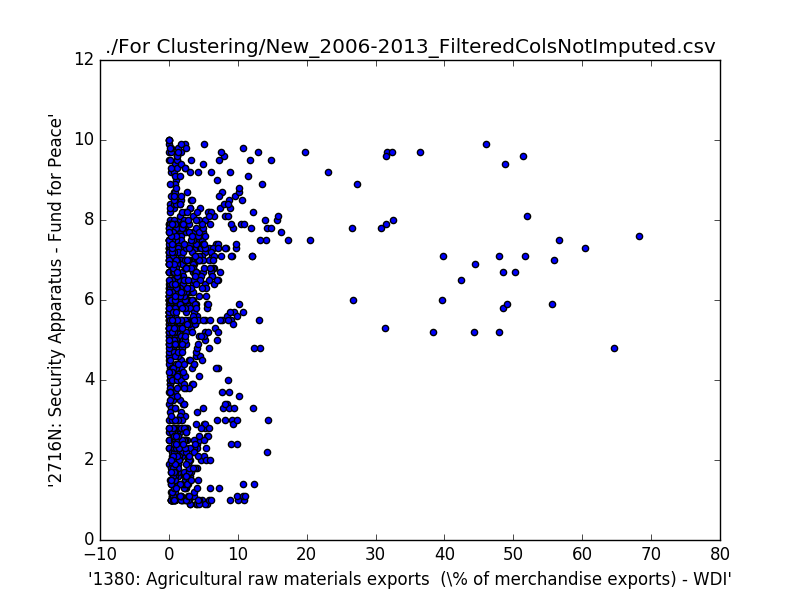 ./For Clustering/New_2006-2013_FilteredColsNotImputed.csv
12
10
8
6
4
2
0
'2716N: Security Apparatus - Fund for Peace'
−10 0 10 20 30 40 50 60 70 80
'1380: Agricultural raw materials exports  (\% of merchandise exports) - WDI'